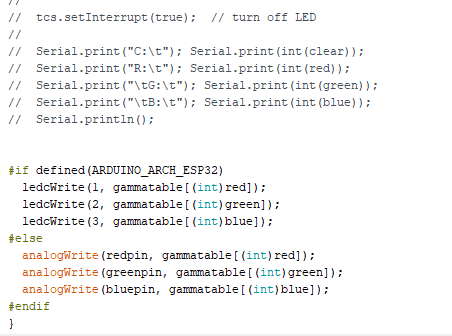 //
//  tcs.setInterrupt(true);  // turn off LED
//
//  Serial.print("C:\t"); Serial.print(int(clear));
//  Serial.print("R:\t"); Serial.print(int(red));
//  Serial.print("\tG:\t"); Serial.print(int(green));
//  Serial.print("\tB:\t"); Serial.print(int(blue));
//  Serial.println();
#if defined(ARDUINO_ARCH_ESP32)
  ledcWrite(1, gammatable[(int)red]);
  ledcWrite(2, gammatable[(int)green]);
  ledcWrite(3, gammatable[(int)blue]);
#else
  analogWrite(redpin, gammatable[(int)red]);
  analogWrite(greenpin, gammatable[(int)green]);
  analogWrite(bluepin, gammatable[(int)blue]);
#endif
}